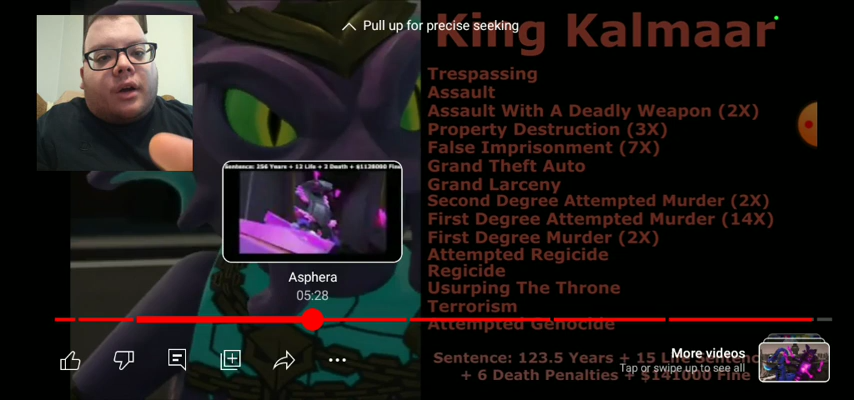 Pull up for precise seeking
King Kalmaar
Trespassing
Assault
Assault With A Deadly Weapon (2X)
Property Destruction (3X)
False Imprisonment (7X)
Grand Theft Auto
Grand Larceny
Second Degree Attempted Murder (2X)
First Degree Attempted Murder (14X)
First Degree Murder (2X)
Attempted Regicide
Regicide
Usurping The Throne
Terrorism
Attempted Genocide
Sentence: 256 Years + 12 Life + 2 Death + $1128000 Fine
Asphera
05:28
Sentence: 123.5 Years + 15 Life Sentenc
+ 6 Death Penalties + $141000 Fine
More videos
Tap or swipe up to see all